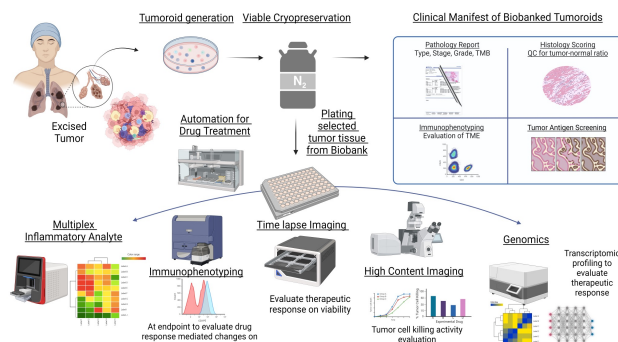 Tumoroid generation
Viable Cryopreservation
Clinical Manifest of Biobanked Tumoroids
Pathology Report
Type, Stage, Grade, TMB
Histology Scoring
QC for tumor-normal ratio
N2
Excised
Tumor
Automation for
Drug Treatment
Plating
selected
tumor tissue
from Biobank
Immunophenotyping
Evaluation of TME
Tumor Antigen Screening
Multiplex
Inflammatory Analyte
Immunophenotyping
At endpoint to evaluate drug
response mediated changes on
Time lapse Imaging
Evaluate therapeutic
response on viability
High Content Imaging
Experimental Drug
Tumor cell killing activity
evaluation
Genomics
Transcriptomic
profiling to
evaluate
therapeutic
response